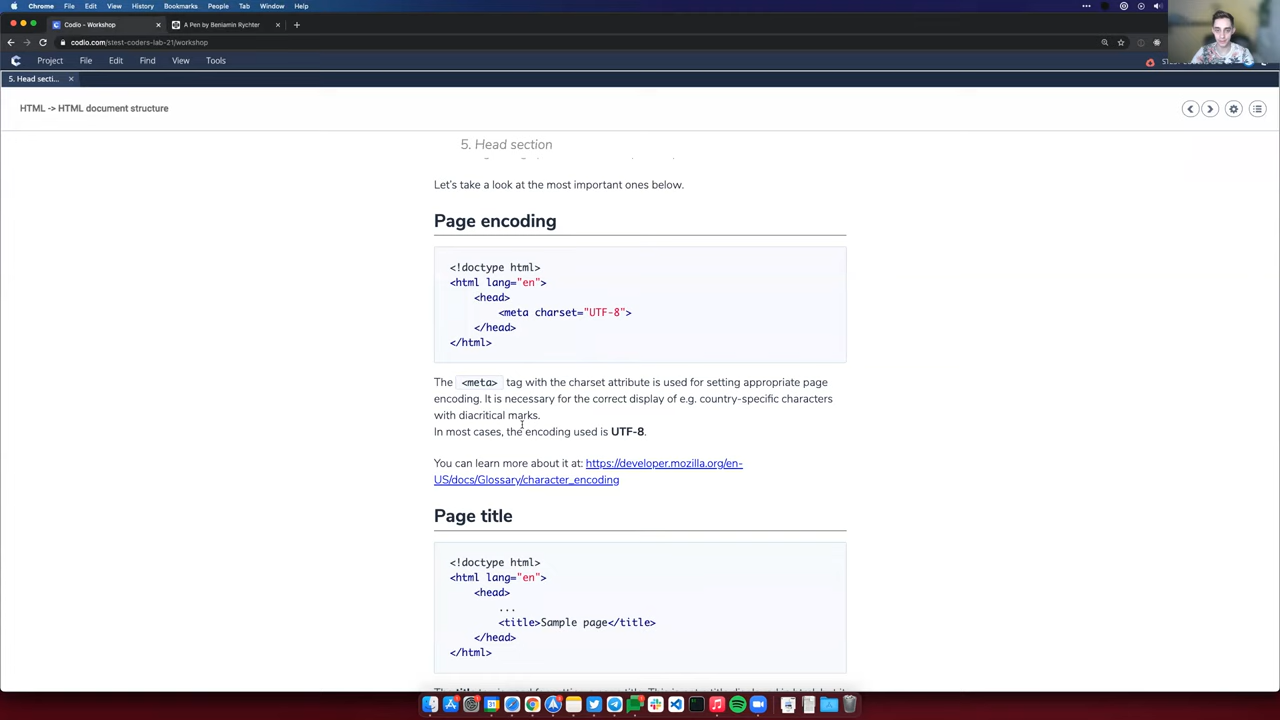 Chrome File Edit View History Bookmarks People Tab Window Help
Codio - Workshop
A Pen by Beniamin Rychter
codio.com/stest-coders-lab-21/workshop
Project File Edit Find View Tools
5. Head secti...
HTML -> HTML document structure
5. Head section
Let's take a look at the most important ones below.
Page encoding
<!doctype html>
<html lang="en">
<head>
<meta charset="UTF-8">
</head>
</html>
The <meta> tag with the charset attribute is used for setting appropriate page
encoding. It is necessary for the correct display of e.g. country-specific characters
with diacritical marks.
In most cases, the encoding used is UTF-8.
You can learn more about it at: https://developer.mozilla.org/en-
US/docs/Glossary/character_encoding
Page title
<!doctype html>
<html lang="en">
<head>
...
<title>Sample page</title>
</head>
</html>